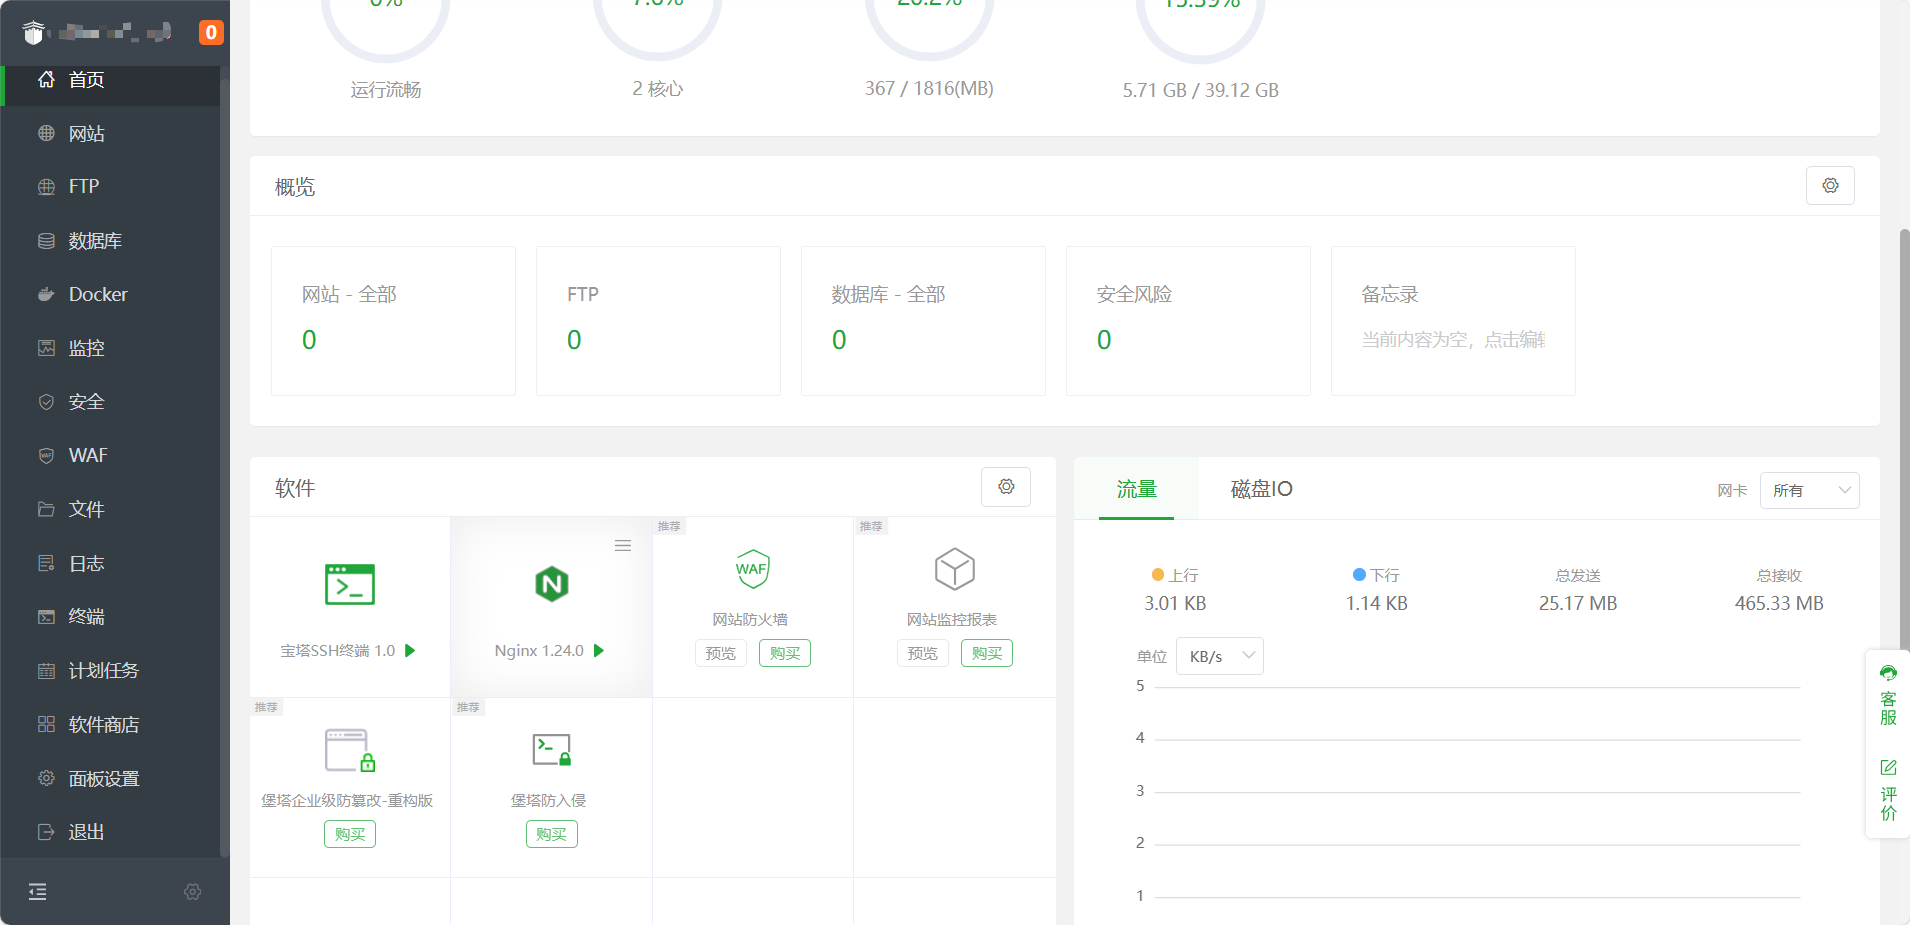 0
首页
网站
FTP
数据库
Docker
监控
安全
WAF
文件
日志
终端
计划任务
软件商店
面板设置
退出
运行流畅
2 核心
367 / 1816(MB)
5.71 GB / 39.12 GB
概览
网站 - 全部
0
FTP
0
数据库 - 全部
0
安全风险
0
备忘录
当前内容为空，点击编
软件
宝塔SSH终端 1.0
Nginx 1.24.0
推荐
WAF
网站防火墙
预览
购买
推荐
网站监控报表
预览
购买
推荐
堡塔企业级防篡改-重构版
购买
推荐
堡塔防入侵
购买
流量
磁盘IO
网卡
所有
上行
3.01 KB
下行
1.14 KB
总发送
25.17 MB
总接收
465.33 MB
单位
KB/s
5
4
3
2
1
客服
评价